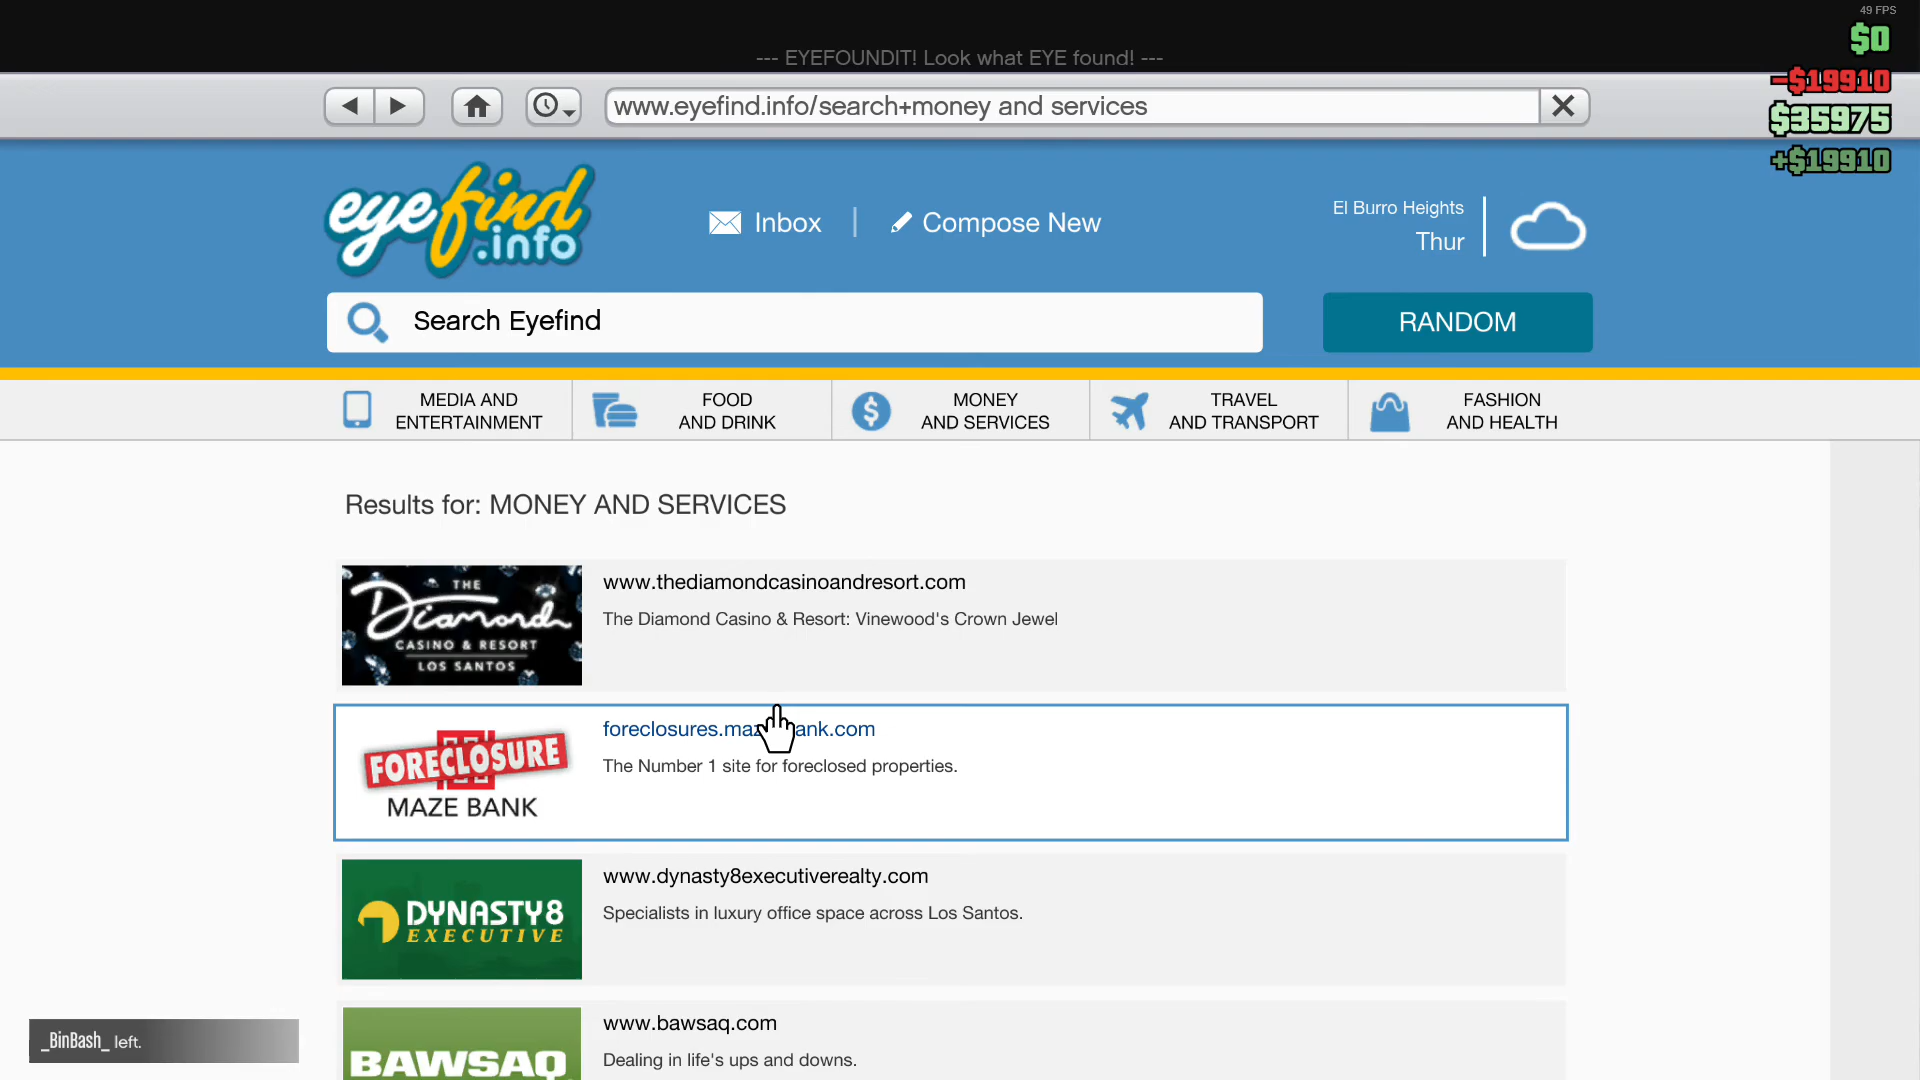 49 FPS
$0
--- EYEFOUNDIT! Look what EYE found! ---
-$19910
www.eyefind.info/search+money and services
$35975
+$19910
eyefind.info
Inbox
Compose New
El Burro Heights
Thur
Search Eyefind
RANDOM
MEDIA AND
ENTERTAINMENT
FOOD
AND DRINK
MONEY
AND SERVICES
TRAVEL
AND TRANSPORT
FASHION
AND HEALTH
Results for: MONEY AND SERVICES
THE
Diamond
CASINO & RESORT
LOS SANTOS
www.thediamondcasinoandresort.com
The Diamond Casino & Resort: Vinewood's Crown Jewel
FORECLOSURE
MAZE BANK
The Number 1 site for foreclosed properties.
DYNASTY8
EXECUTIVE
www.dynasty8executiverealty.com
Specialists in luxury office space across Los Santos.
BAWSAQ
www.bawsaq.com
Dealing in life's ups and downs.
_BinBash_ left.